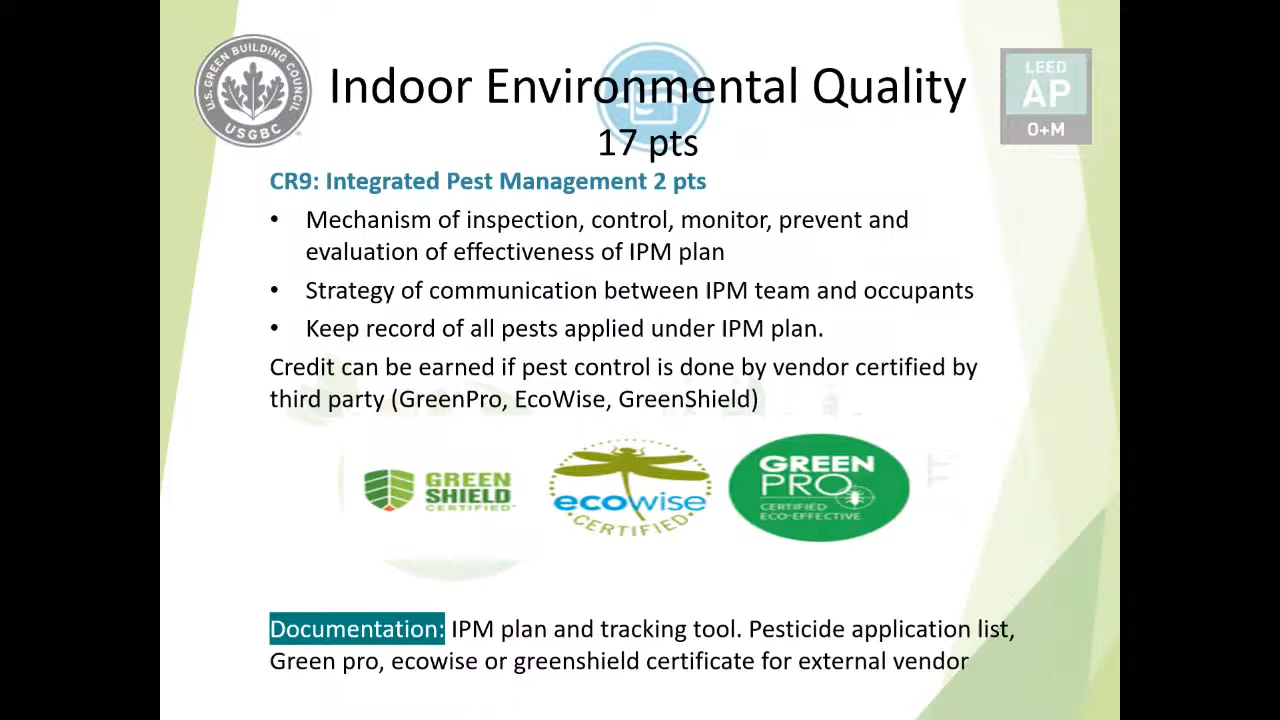 U.S. GREEN BUILDING COUNCIL
USGBC
Indoor Environmental Quality
17 pts
LEED
AP
O+M
CR9: Integrated Pest Management 2 pts
• Mechanism of inspection, control, monitor, prevent and
evaluation of effectiveness of IPM plan
• Strategy of communication between IPM team and occupants
• Keep record of all pests applied under IPM plan.
Credit can be earned if pest control is done by vendor certified by
third party (GreenPro, EcoWise, GreenShield)
GREEN
SHIELD
CERTIFIED
ecowise
CERTIFIED
GREEN
PRO
CERTIFIED
ECO-EFFECTIVE
Documentation: IPM plan and tracking tool. Pesticide application list,
Green pro, ecowise or greenshield certificate for external vendor